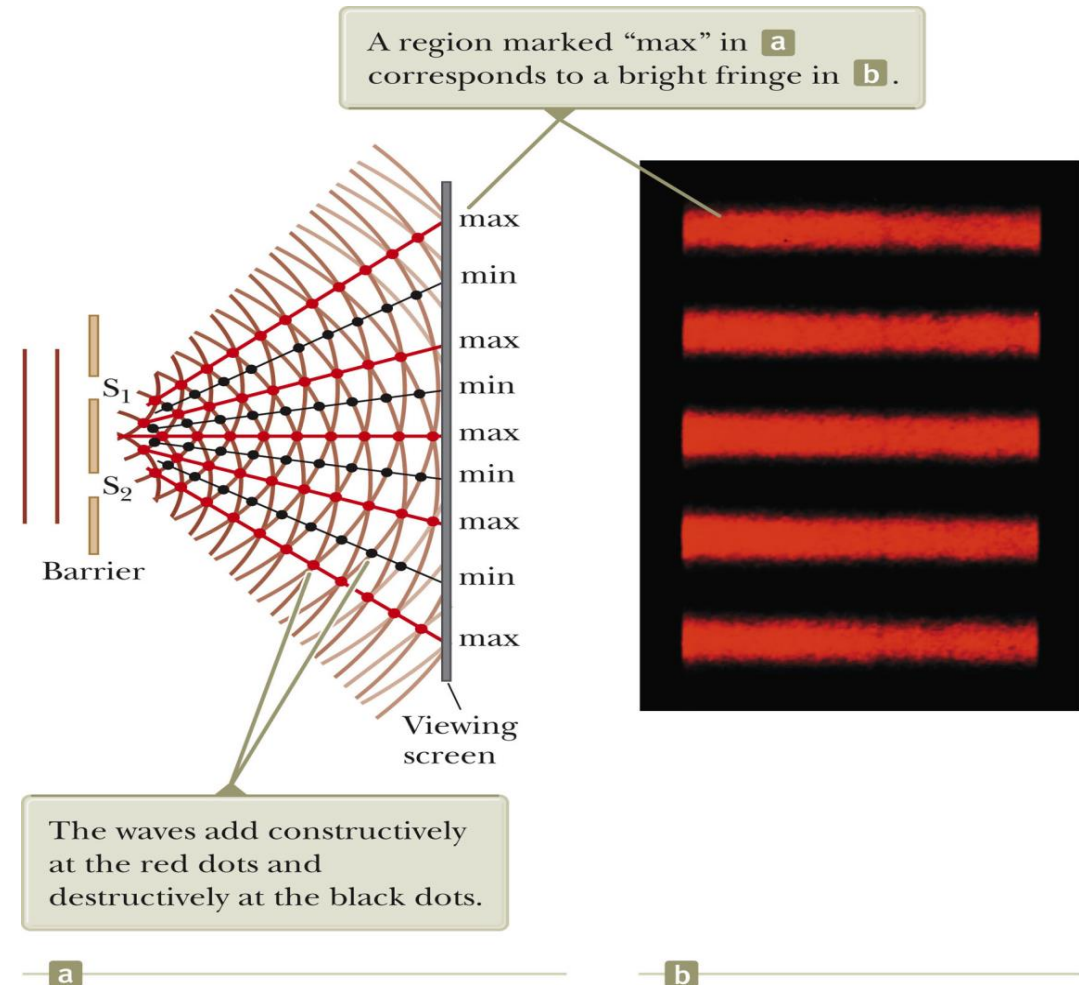 A region marked “max” in a
corresponds to a bright fringe in b.
max
min
max
min
max
min
max
min
max
S1
S2
Barrier
Viewing
screen
The waves add constructively
at the red dots and
destructively at the black dots.
a
b